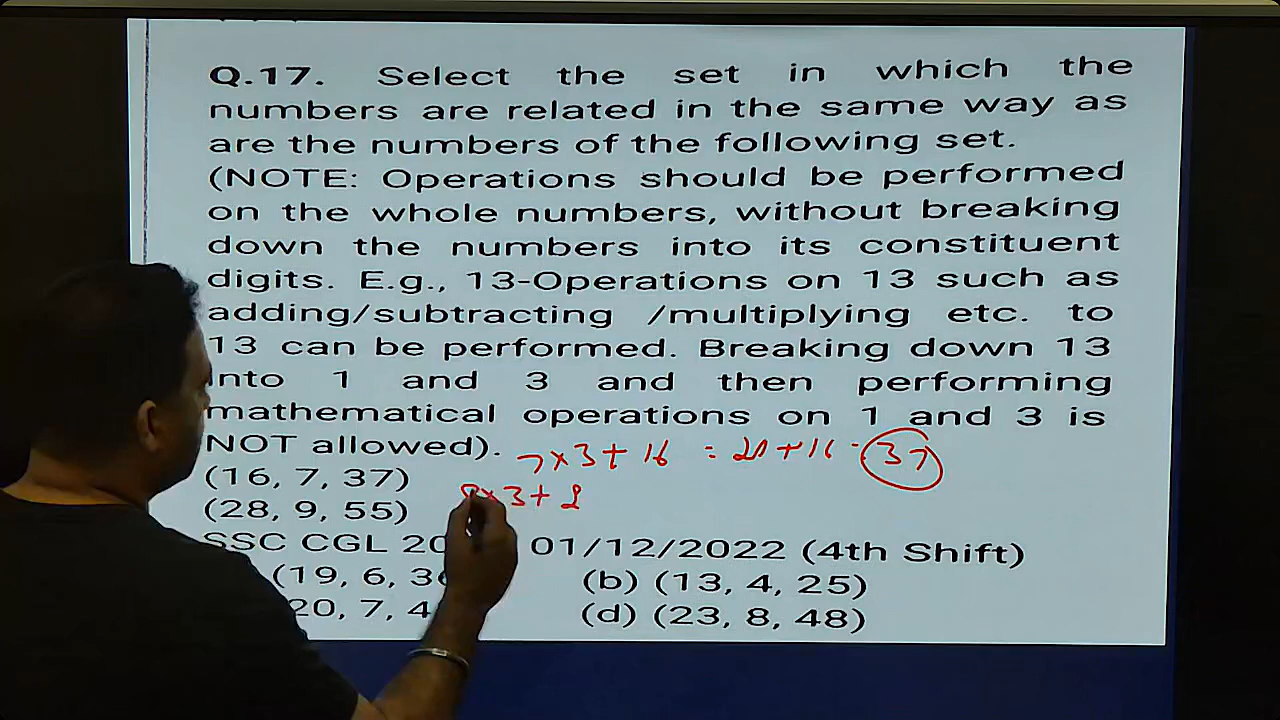 Q.17. Select the set in which the
numbers are related in the same way as
are the numbers of the following set.
(NOTE: Operations should be performed
on the whole numbers, without breaking
down the numbers into its constituent
digits. E.g., 13-Operations on 13 such as
adding/subtracting /multiplying etc. to
13 can be performed. Breaking down 13
into 1 and 3 and then performing
mathematical operations on 1 and 3 is
NOT allowed).
7×3+16 = 21+16 = 37
(16, 7, 37)
×3+
(28, 9, 55)
SSC CGL 01/12/2022 (4th Shift)
(19, 6, (b) (13, 4, 25)
20, 7, (d) (23, 8, 48)